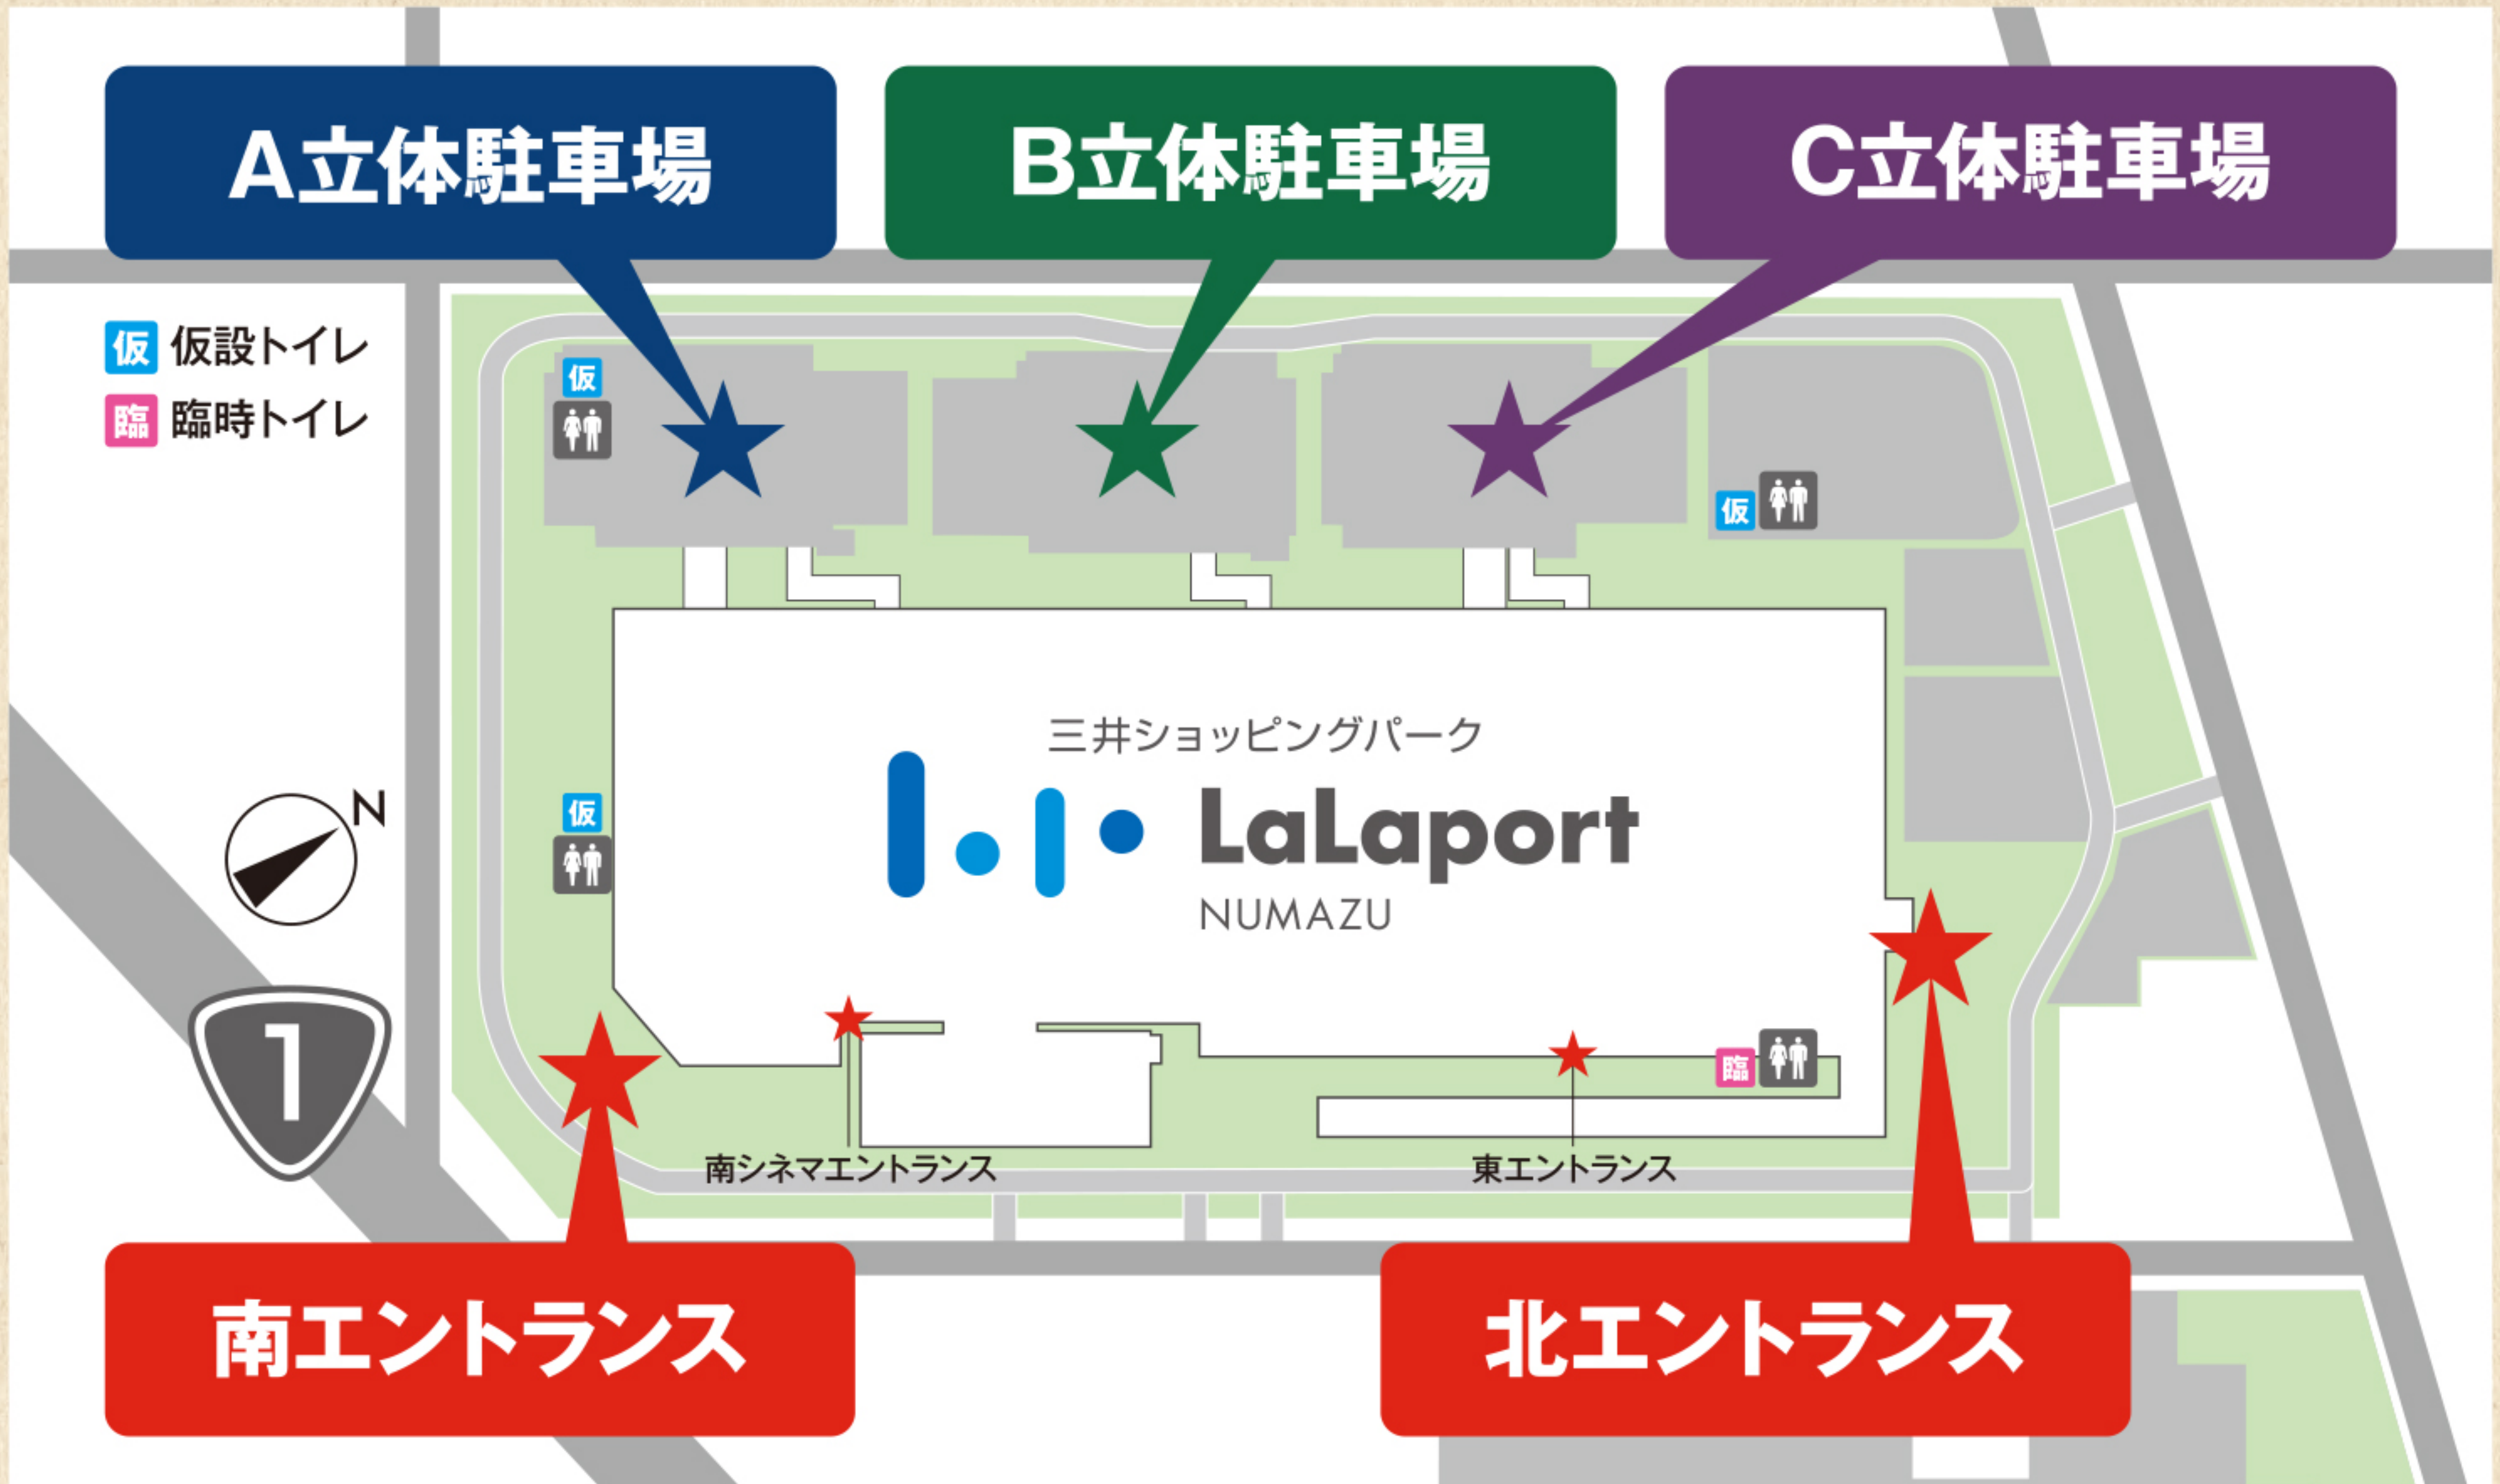 A立体駐車場
B立体駐車場
C立体駐車場
仮 仮設トイレ
臨 臨時トイレ
仮
仮
三井ショッピングパーク
LaLaport
NUMAZU
N
仮
1
臨
南シネマエントランス
東エントランス
南エントランス
北エントランス